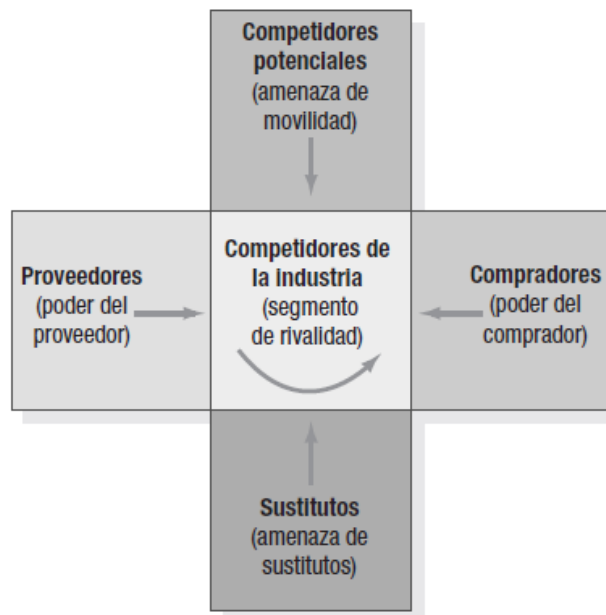 Competidores
potenciales
(amenaza de
movilidad)
Proveedores
(poder del
proveedor)
Competidores de
la industria
(segmento
de rivalidad)
Compradores
(poder del
comprador)
Sustitutos
(amenaza de
sustitutos)